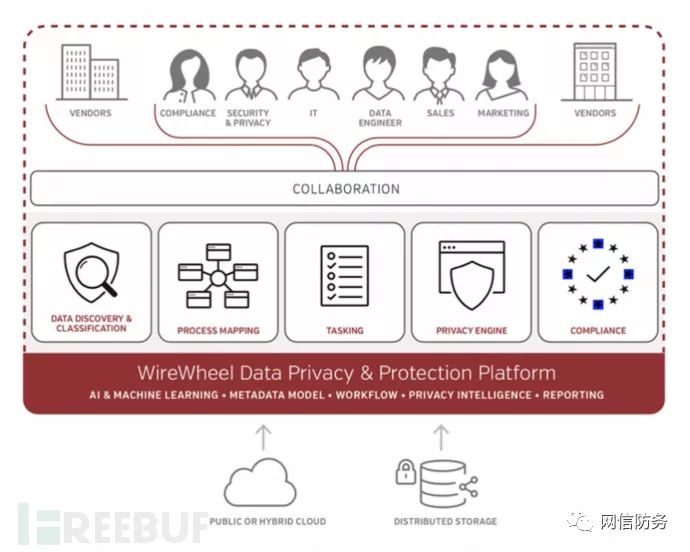 VENDORS
COMPLIANCE
SECURITY
& PRIVACY
IT
DATA
ENGINEER
SALES
MARKETING
VENDORS
COLLABORATION
DATA DISCOVERY &
CLASSIFICATION
PROCESS MAPPING
TASKING
PRIVACY ENGINE
COMPLIANCE
WireWheel Data Privacy & Protection Platform
AI & MACHINE LEARNING • METADATA MODEL • WORKFLOW • PRIVACY INTELLIGENCE • REPORTING
PUBLIC OR HYBRID CLOUD
DISTRIBUTED STORAGE
FREEBUF
网信防务